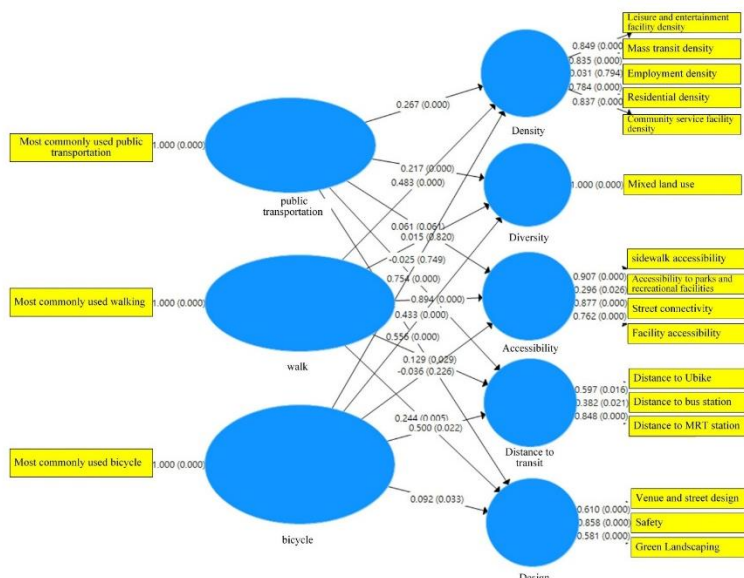 Leisure and entertainment
facility density
0.849 (0.000)
Mass transit density
0.835 (0.000)
0.031 (0.794)
Employment density
0.784 (0.000)
Residential density
0.837 (0.000)
Community service facility
density
0.267 (0.000)
Density
Most commonly used public
transportation
1.000 (0.000)
public
transportation
0.217 (0.000)
0.483 (0.000)
1.000 (0.000)
Mixed land use
Diversity
0.061 (0.061)
0.015 (0.820)
-0.025 (0.749)
0.754 (0.000)
0.894 (0.000)
0.433 (0.000)
0.556 (0.000)
sidewalk accessibility
0.907 (0.000)
Accessibility to parks and
recreational facilities
0.296 (0.026)
0.877 (0.000)
Street connectivity
0.762 (0.000)
Facility accessibility
Accessibility
Most commonly used walking
1.000 (0.000)
walk
0.129 (0.029)
-0.036 (0.226)
Distance to Ubike
0.597 (0.016)
0.382 (0.021)
Distance to bus station
0.848 (0.000)
Distance to MRT station
Distance to
transit
0.244 (0.005)
0.500 (0.022)
Most commonly used bicycle
1.000 (0.000)
bicycle
0.092 (0.033)
Venue and street design
0.610 (0.000)
0.858 (0.000)
Safety
0.581 (0.000)
Green Landscaping
Design